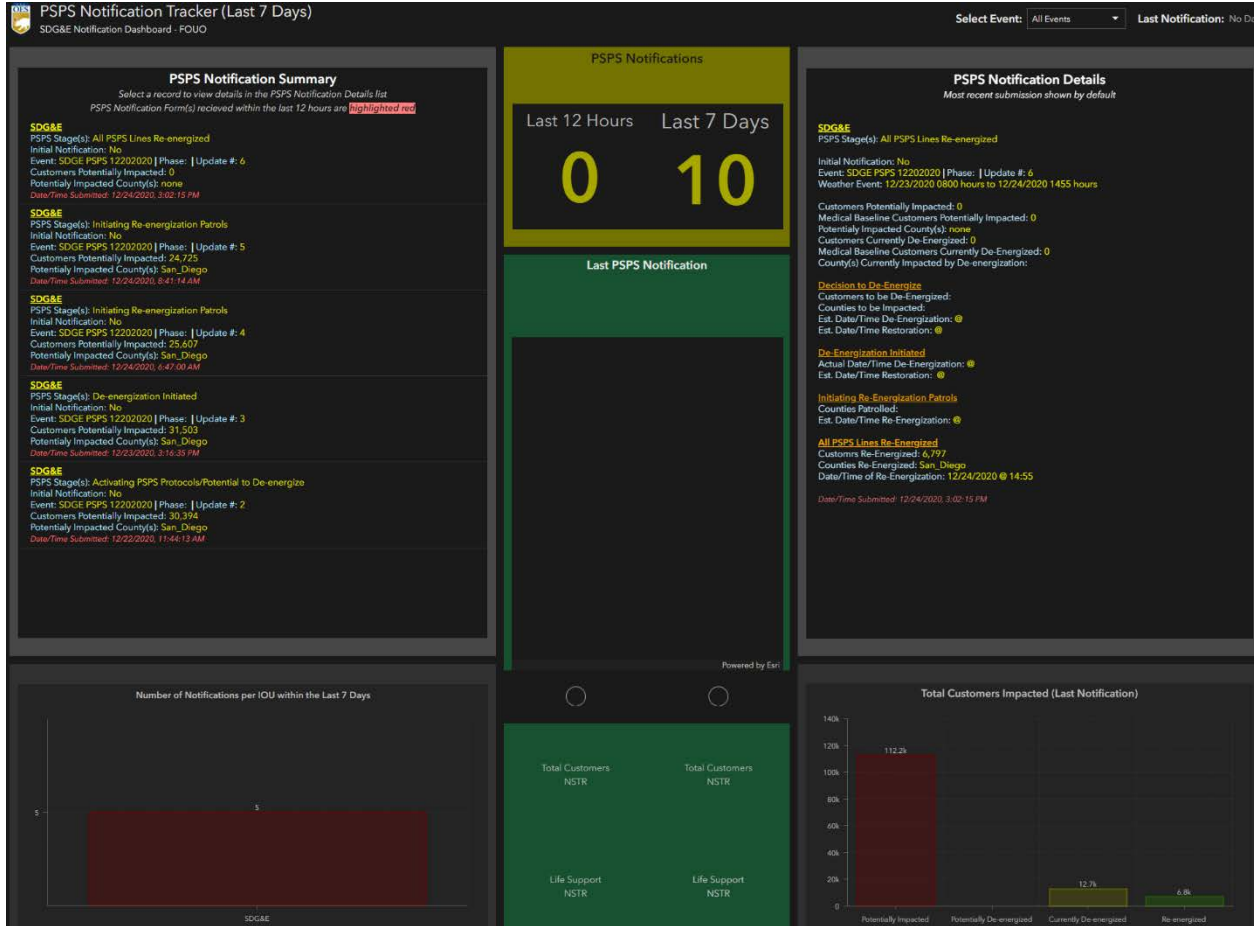 OES
PSPS Notification Tracker (Last 7 Days)
SDG&E Notification Dashboard - FOUO
Select Event: All Events
Last Notification: No Da
PSPS Notification Summary
Select a record to view details in the PSPS Notification Details list
PSPS Notification Form(s) recieved within the last 12 hours are highlighted red
SDG&E
PSPS Stage(s): All PSPS Lines Re-energized
Initial Notification: No
Event: SDGE PSPS 12202020 | Phase: | Update #: 6
Customers Potentially Impacted: 0
Potentialy Impacted County(s): none
Date/Time Submitted: 12/24/2020, 3:02:15 PM
SDG&E
PSPS Stage(s): Initiating Re-energization Patrols
Initial Notification: No
Event: SDGE PSPS 12202020 | Phase: | Update #: 5
Customers Potentially Impacted: 24,725
Potentialy Impacted County(s): San_Diego
Date/Time Submitted: 12/24/2020, 8:41:14 AM
SDG&E
PSPS Stage(s): Initiating Re-energization Patrols
Initial Notification: No
Event: SDGE PSPS 12202020 | Phase: | Update #: 4
Customers Potentially Impacted: 25,607
Potentialy Impacted County(s): San_Diego
Date/Time Submitted: 12/24/2020, 6:47:00 AM
SDG&E
PSPS Stage(s): De-energization Initiated
Initial Notification: No
Event: SDGE PSPS 12202020 | Phase: | Update #: 3
Customers Potentially Impacted: 31,503
Potentialy Impacted County(s): San_Diego
Date/Time Submitted: 12/23/2020, 3:16:35 PM
SDG&E
PSPS Stage(s): Activating PSPS Protocols/Potential to De-energize
Initial Notification: No
Event: SDGE PSPS 12202020 | Phase: | Update #: 2
Customers Potentially Impacted: 30,394
Potentialy Impacted County(s): San_Diego
Date/Time Submitted: 12/22/2020, 11:44:13 AM
PSPS Notifications
Last 12 Hours
0
Last 7 Days
10
Last PSPS Notification
Powered by Esri
PSPS Notification Details
Most recent submission shown by default
SDG&E
PSPS Stage(s): All PSPS Lines Re-energized
Initial Notification: No
Event: SDGE PSPS 12202020 | Phase: | Update #: 6
Weather Event: 12/23/2020 0800 hours to 12/24/2020 1455 hours
Customers Potentially Impacted: 0
Medical Baseline Customers Potentially Impacted: 0
Potentialy Impacted County(s): none
Customers Currently De-Energized: 0
Medical Baseline Customers Currently De-Energized: 0
County(s) Currently Impacted by De-energization:
Decision to De-Energize
Customers to be De-Energized:
Counties to be Impacted:
Est. Date/Time De-Energization: @
Est. Date/Time Restoration: @
De-Energization Initiated
Actual Date/Time De-Energization: @
Est. Date/Time Restoration: @
Initiating Re-Energization Patrols
Counties Patrolled:
Est. Date/Time Re-Energization: @
All PSPS Lines Re-Energized
Customrs Re-Energized: 6,797
Counties Re-Energized: San_Diego
Date/Time of Re-Energization: 12/24/2020 @ 14:55
Date/Time Submitted: 12/24/2020, 3:02:15 PM
Number of Notifications per IOU within the Last 7 Days
5
5
SDG&E
Total Customers
NSTR
Total Customers
NSTR
Life Support
NSTR
Life Support
NSTR
Total Customers Impacted (Last Notification)
140k
120k
100k
80k
60k
40k
20k
0
112.2k
12.7k
6.8k
Potentially Impacted
Potentially De-energized
Currently De-energized
Re-energized